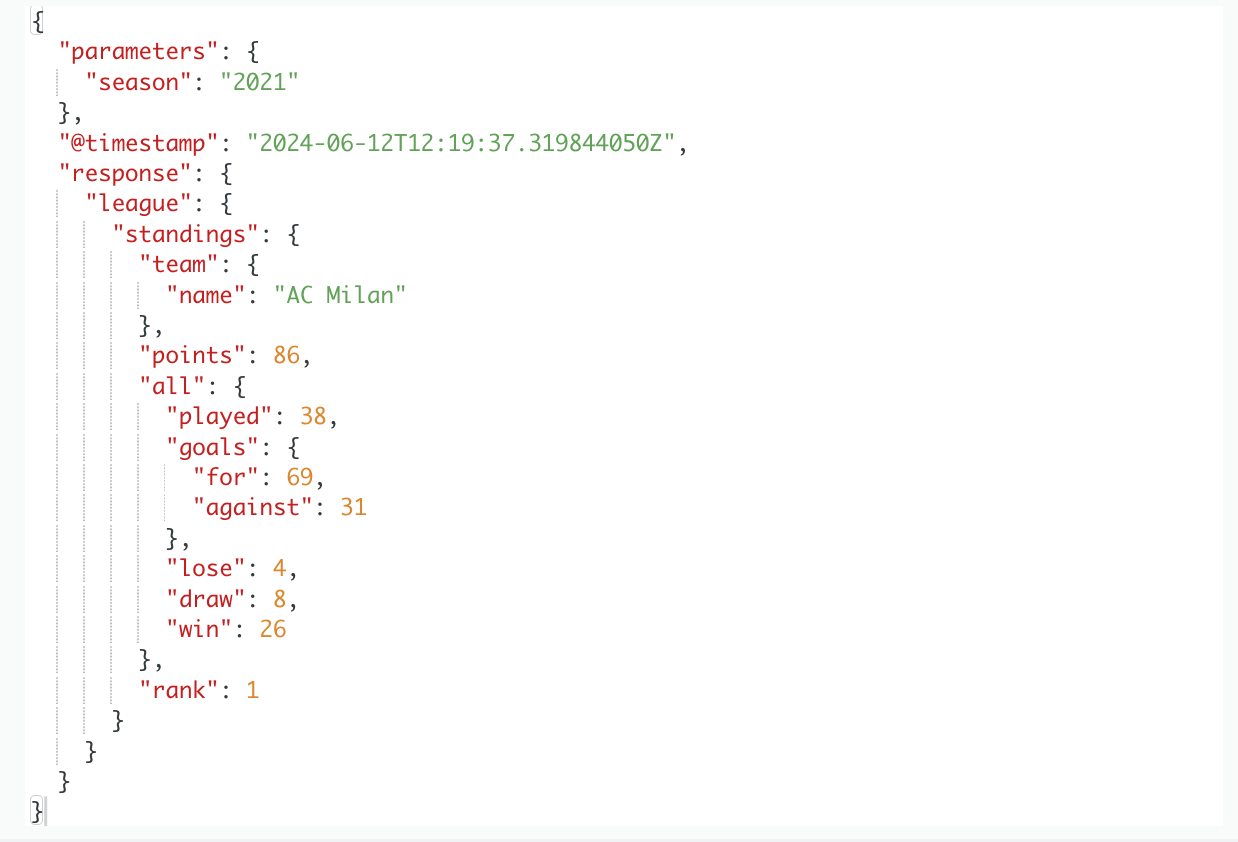 {
  "parameters": {
    "season": "2021"
  },
  "@timestamp": "2024-06-12T12:19:37.319844050Z",
  "response": {
    "league": {
      "standings": {
        "team": {
          "name": "AC Milan"
        },
        "points": 86,
        "all": {
          "played": 38,
          "goals": {
            "for": 69,
            "against": 31
          },
          "lose": 4,
          "draw": 8,
          "win": 26
        },
        "rank": 1
      }
    }
  }
}